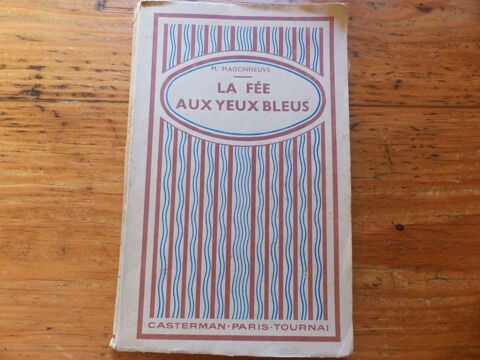 M. MAISONNEUVE
LA FÉE
AUX YEUX BLEUS
CASTERMAN·PARIS·TOURNAI